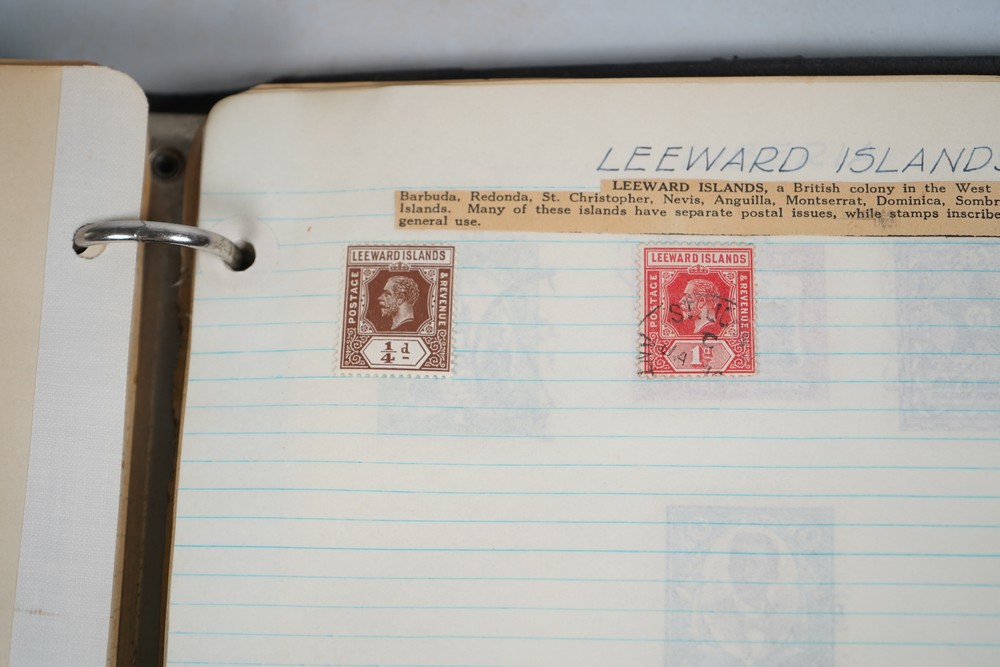 LEEWARD ISLANDS
LEEWARD ISLANDS, a British colony in the West
Barbuda, Redonda, St. Christopher, Nevis, Anguilla, Montserrat, Dominica, Sombr
Islands. Many of these islands have separate postal issues, while stamps inscribe
general use.
LEEWARD ISLANDS
POSTAGE
& REVENUE
1/4 d
LEEWARD ISLANDS
POSTAGE
& REVENUE
1d
ST. JO